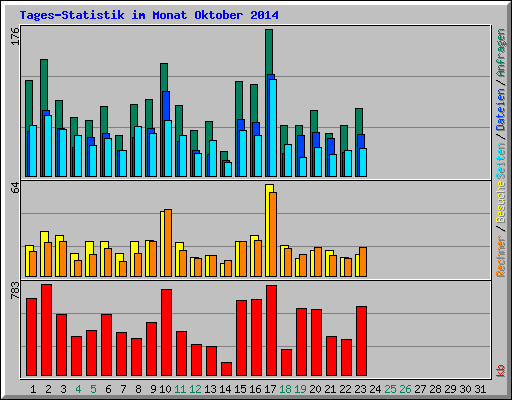 Tages-Statistik im Monat Oktober 2014
176
64
783
Rechner / Besuche Seiten / Dateien / Anfragen
kb
1 2 3 4 5 6 7 8 9 10 11 12 13 14 15 16 17 18 19 20 21 22 23 24 25 26 27 28 29 30 31